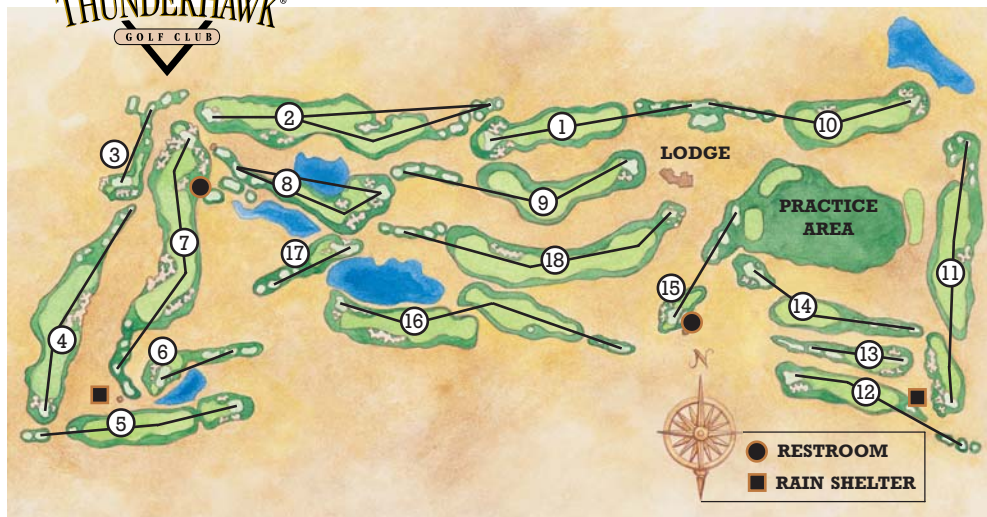 THUNDERHAWK®
GOLF CLUB
2
1
10
3
LODGE
8
9
PRACTICE
AREA
7
17
18
11
15
14
16
4
6
13
12
5
N
RESTROOM
RAIN SHELTER